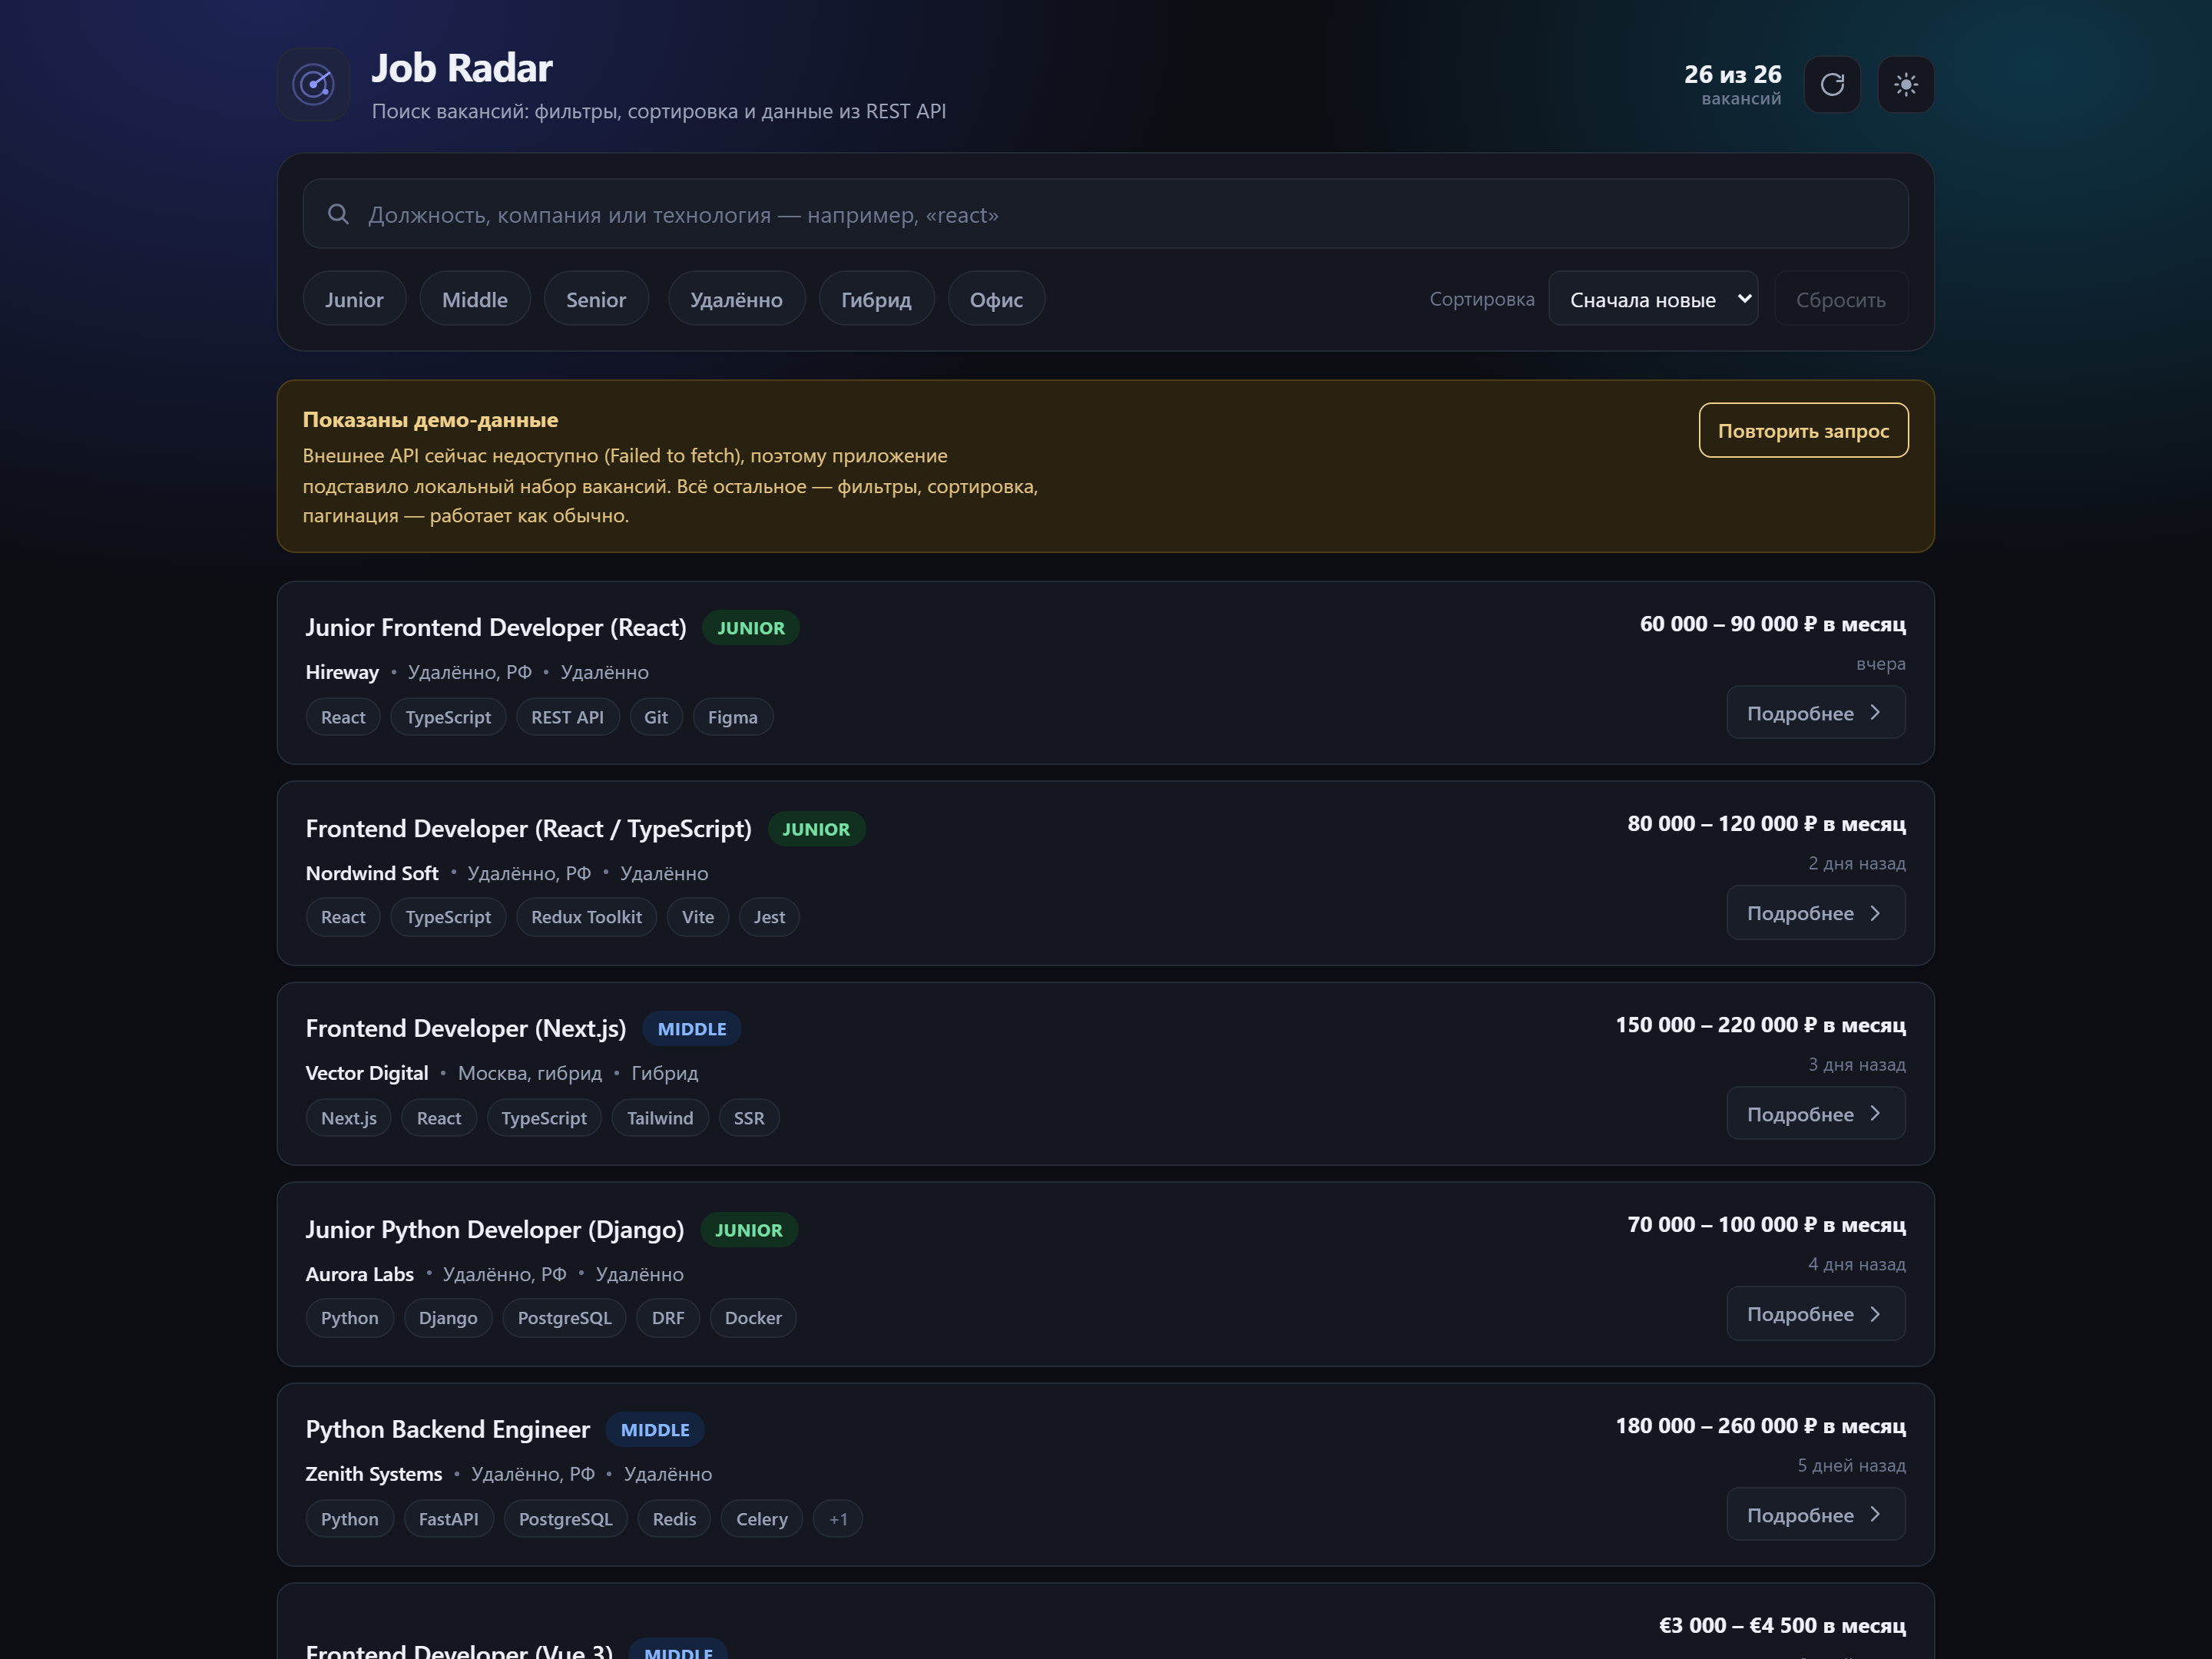 Job Radar
Поиск вакансий: фильтры, сортировка и данные из REST API
26 из 26
вакансий
Должность, компания или технология — например, «react»
Junior Middle Senior Удалённо Гибрид Офис Сортировка Сначала новые Сбросить
Показаны демо-данные
Внешнее API сейчас недоступно (Failed to fetch), поэтому приложение
подставило локальный набор вакансий. Всё остальное — фильтры, сортировка,
пагинация — работает как обычно.
Повторить запрос
Junior Frontend Developer (React) JUNIOR
Hireway • Удалённо, РФ • Удалённо
React TypeScript REST API Git Figma
60 000 – 90 000 ₽ в месяц
вчера
Подробнее
Frontend Developer (React / TypeScript) JUNIOR
Nordwind Soft • Удалённо, РФ • Удалённо
React TypeScript Redux Toolkit Vite Jest
80 000 – 120 000 ₽ в месяц
2 дня назад
Подробнее
Frontend Developer (Next.js) MIDDLE
Vector Digital • Москва, гибрид • Гибрид
Next.js React TypeScript Tailwind SSR
150 000 – 220 000 ₽ в месяц
3 дня назад
Подробнее
Junior Python Developer (Django) JUNIOR
Aurora Labs • Удалённо, РФ • Удалённо
Python Django PostgreSQL DRF Docker
70 000 – 100 000 ₽ в месяц
4 дня назад
Подробнее
Python Backend Engineer MIDDLE
Zenith Systems • Удалённо, РФ • Удалённо
Python FastAPI PostgreSQL Redis Celery +1
180 000 – 260 000 ₽ в месяц
5 дней назад
Подробнее
Frontend Developer (Vue 3) MIDDLE
€3 000 – €4 500 в месяц